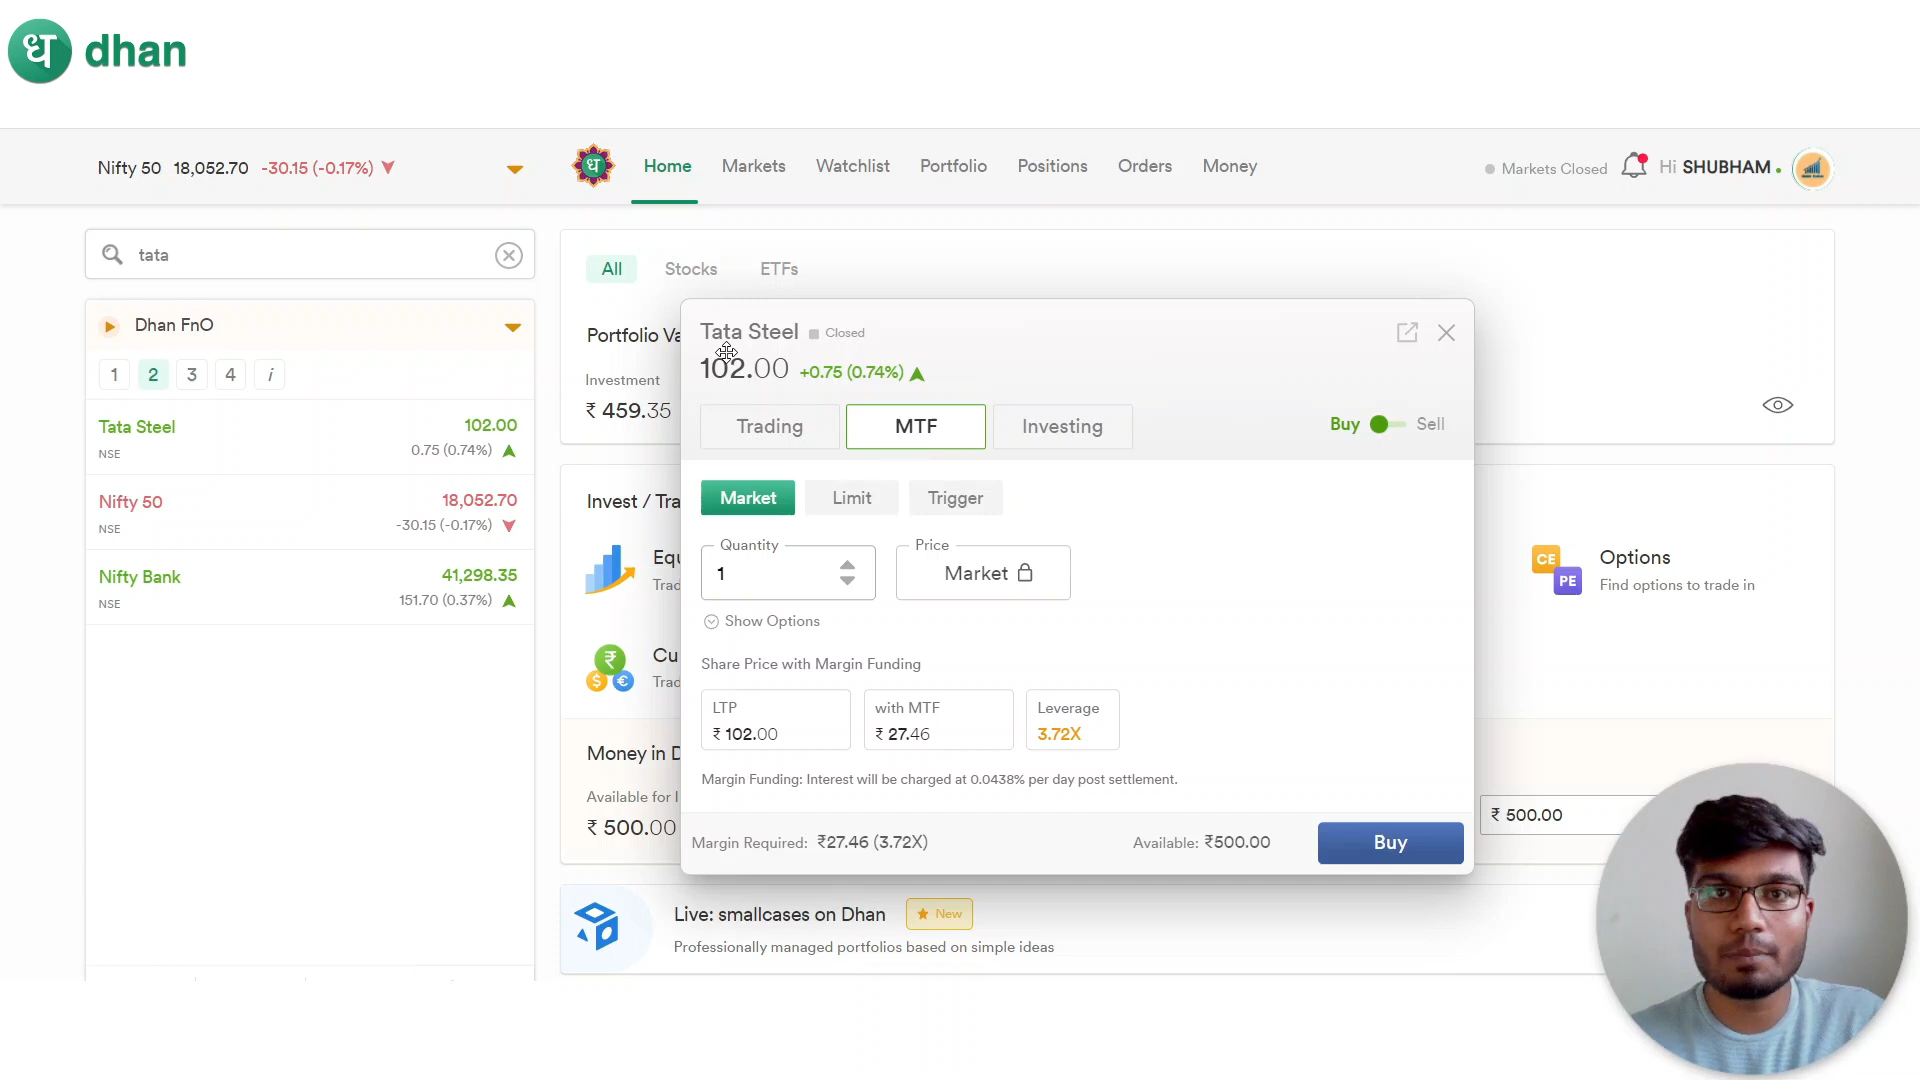 ध dhan
Nifty 50 18,052.70 -30.15 (-0.17%)
ध
Home Markets Watchlist Portfolio Positions Orders Money
Markets Closed Hi SHUBHAM
tata
Dhan FnO
1 2 3 4 i
Tata Steel 102.00
NSE 0.75 (0.74%)
Nifty 50 18,052.70
NSE -30.15 (-0.17%)
Nifty Bank 41,298.35
NSE 151.70 (0.37%)
All Stocks ETFs
Portfolio Va
Investment
₹ 459.35
Invest / Tra
Equ
Trad
Cu
Trad
CE PE Options
Find options to trade in
Money in D
Available for I
₹ 500.00
₹ 500.00
Tata Steel Closed
102.00 +0.75 (0.74%)
Trading MTF Investing
Buy Sell
Market Limit Trigger
Quantity Price
1 Market
Show Options
Share Price with Margin Funding
LTP with MTF Leverage
₹ 102.00 ₹ 27.46 3.72X
Margin Funding: Interest will be charged at 0.0438% per day post settlement.
Margin Required: ₹27.46 (3.72X) Available: ₹500.00 Buy
Live: smallcases on Dhan New
Professionally managed portfolios based on simple ideas